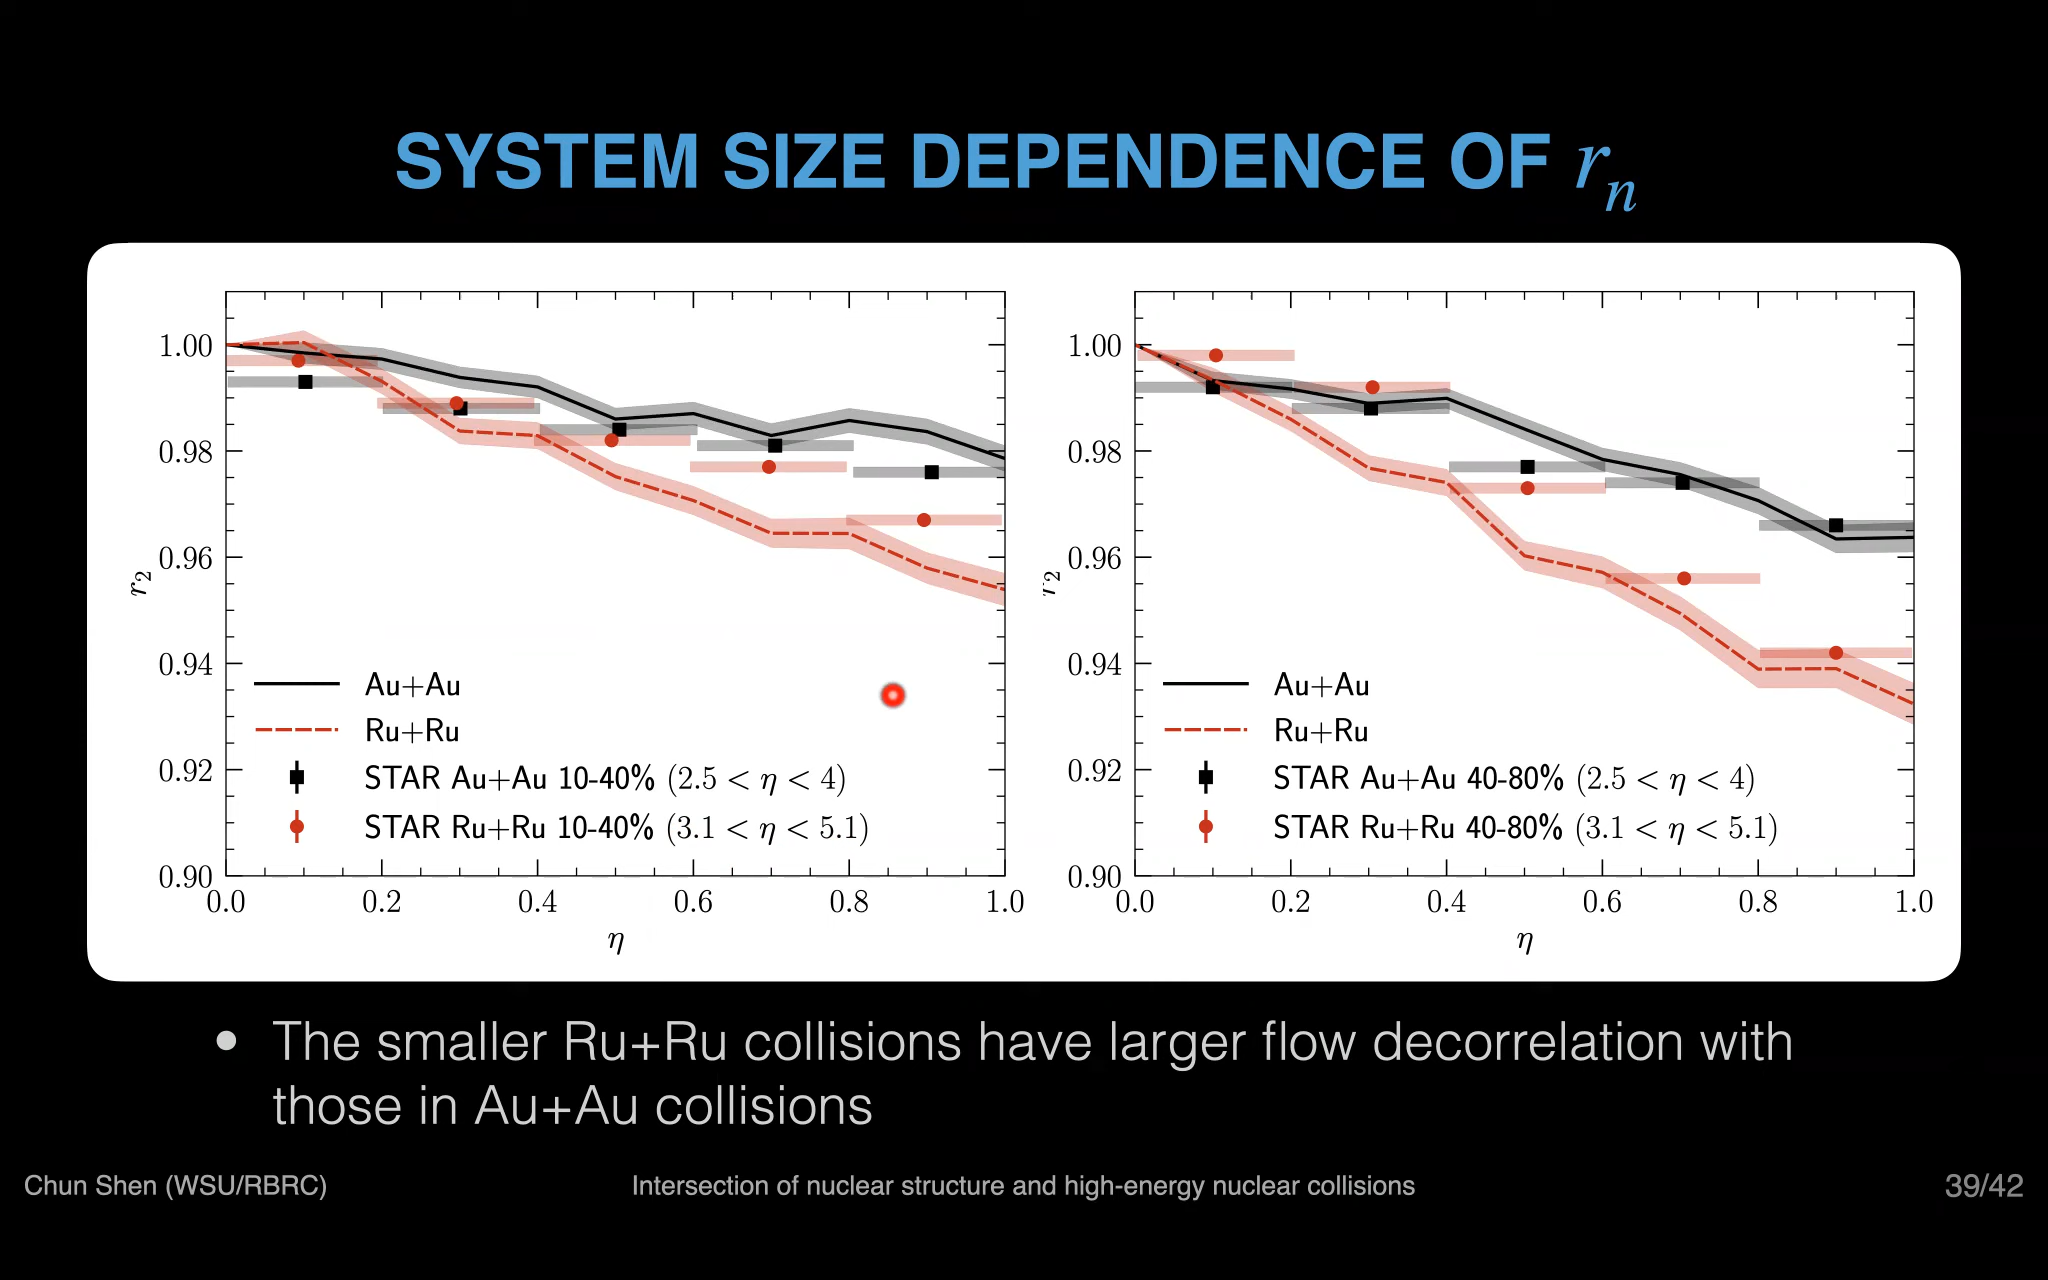 SYSTEM SIZE DEPENDENCE OF rₙ
1.00
0.98
0.96
0.94
0.92
0.90
r₂
0.0 0.2 0.4 0.6 0.8 1.0
η
Au+Au
Ru+Ru
STAR Au+Au 10-40% (2.5 < η < 4)
STAR Ru+Ru 10-40% (3.1 < η < 5.1)
1.00
0.98
0.96
0.94
0.92
0.90
r₂
0.0 0.2 0.4 0.6 0.8 1.0
η
Au+Au
Ru+Ru
STAR Au+Au 40-80% (2.5 < η < 4)
STAR Ru+Ru 40-80% (3.1 < η < 5.1)
• The smaller Ru+Ru collisions have larger flow decorrelation with
those in Au+Au collisions
Chun Shen (WSU/RBRC)
Intersection of nuclear structure and high-energy nuclear collisions
39/42